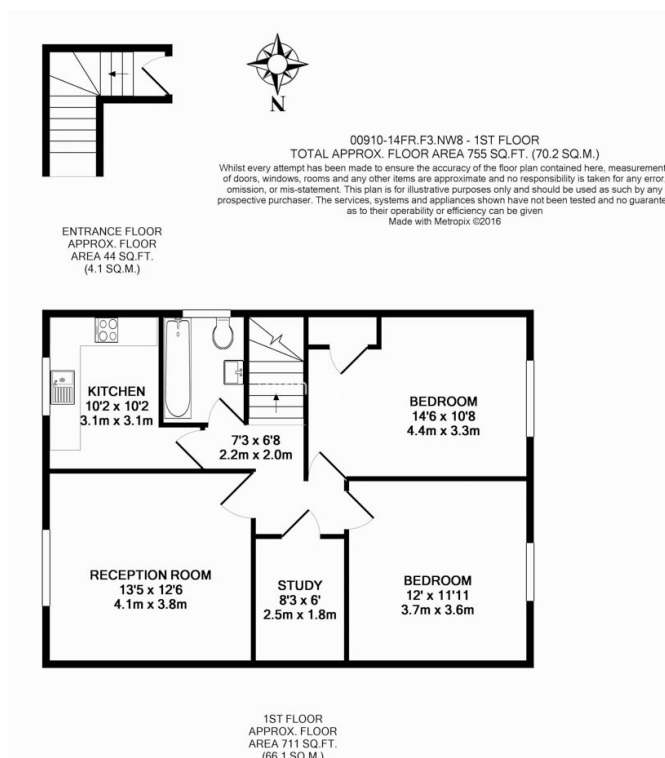 N
00910-14FR.F3.NW8 - 1ST FLOOR
TOTAL APPROX. FLOOR AREA 755 SQ.FT. (70.2 SQ.M.)
Whilst every attempt has been made to ensure the accuracy of the floor plan contained here, measurement
of doors, windows, rooms and any other items are approximate and no responsibility is taken for any error,
omission, or mis-statement. This plan is for illustrative purposes only and should be used as such by any
prospective purchaser. The services, systems and appliances shown have not been tested and no guarante
as to their operability or efficiency can be given
Made with Metropix ©2016
ENTRANCE FLOOR
APPROX. FLOOR
AREA 44 SQ.FT.
(4.1 SQ.M.)
KITCHEN
10'2 x 10'2
3.1m x 3.1m
7'3 x 6'8
2.2m x 2.0m
BEDROOM
14'6 x 10'8
4.4m x 3.3m
RECEPTION ROOM
13'5 x 12'6
4.1m x 3.8m
STUDY
8'3 x 6'
2.5m x 1.8m
BEDROOM
12' x 11'11
3.7m x 3.6m
1ST FLOOR
APPROX. FLOOR
AREA 711 SQ.FT.
(66.1 SQ.M.)